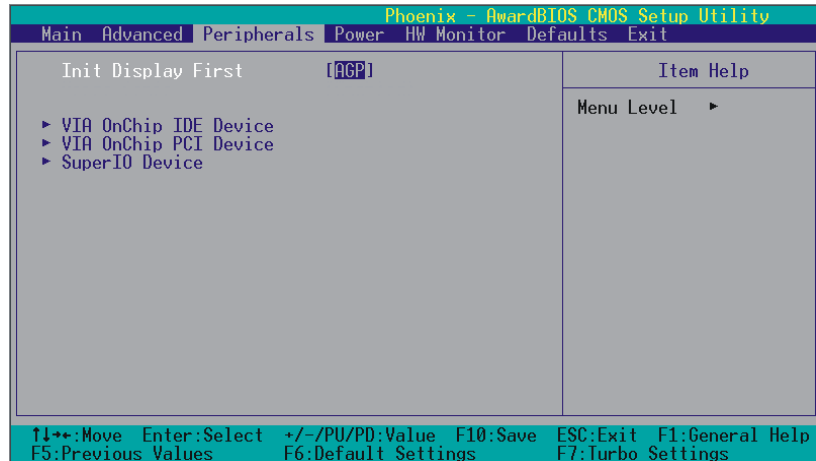 Phoenix - AwardBIOS CMOS Setup Utility
Main Advanced Peripherals Power HW Monitor Defaults Exit
Init Display First [AGP]
Item Help
Menu Level ►
► VIA OnChip IDE Device
► VIA OnChip PCI Device
► SuperIO Device
↑↓→←:Move Enter:Select +/-/PU/PD:Value F10:Save ESC:Exit F1:General Help
F5:Previous Values F6:Default Settings F7:Turbo Settings